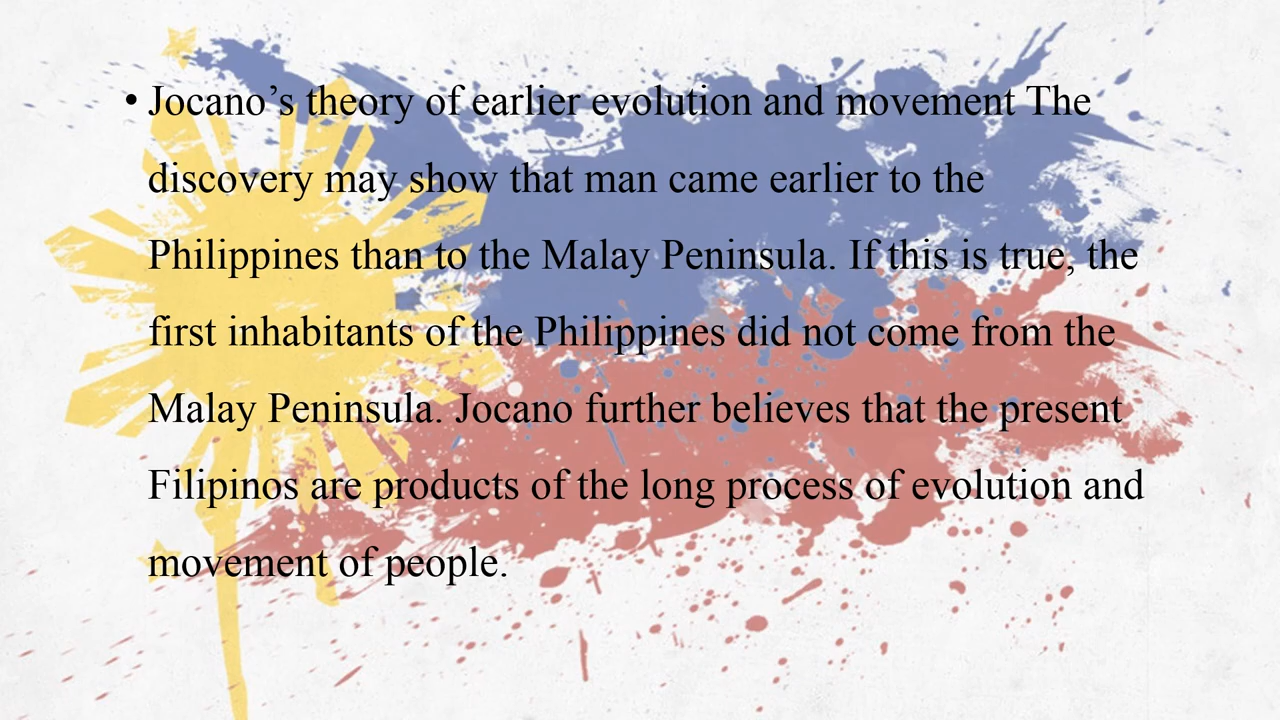 • Jocano’s theory of earlier evolution and movement The
discovery may show that man came earlier to the
Philippines than to the Malay Peninsula. If this is true, the
first inhabitants of the Philippines did not come from the
Malay Peninsula. Jocano further believes that the present
Filipinos are products of the long process of evolution and
movement of people.